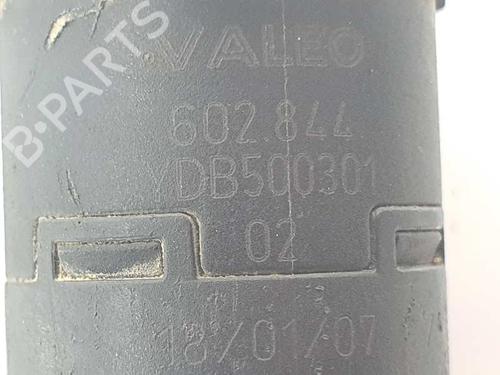 VALEO
602.844
YDB500301
02
18/01/07
B-PARTS